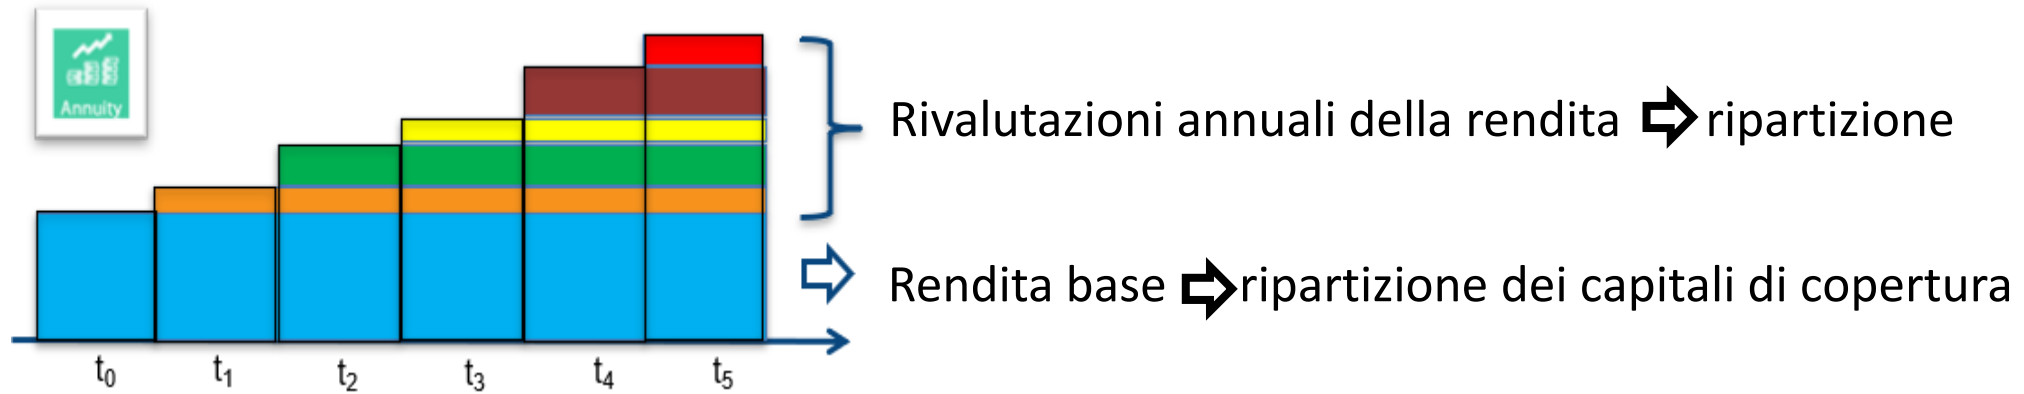 Annuity
Rivalutazioni annuali della rendita ripartizione
Rendita base ripartizione dei capitali di copertura
t0 t1 t2 t3 t4 t5